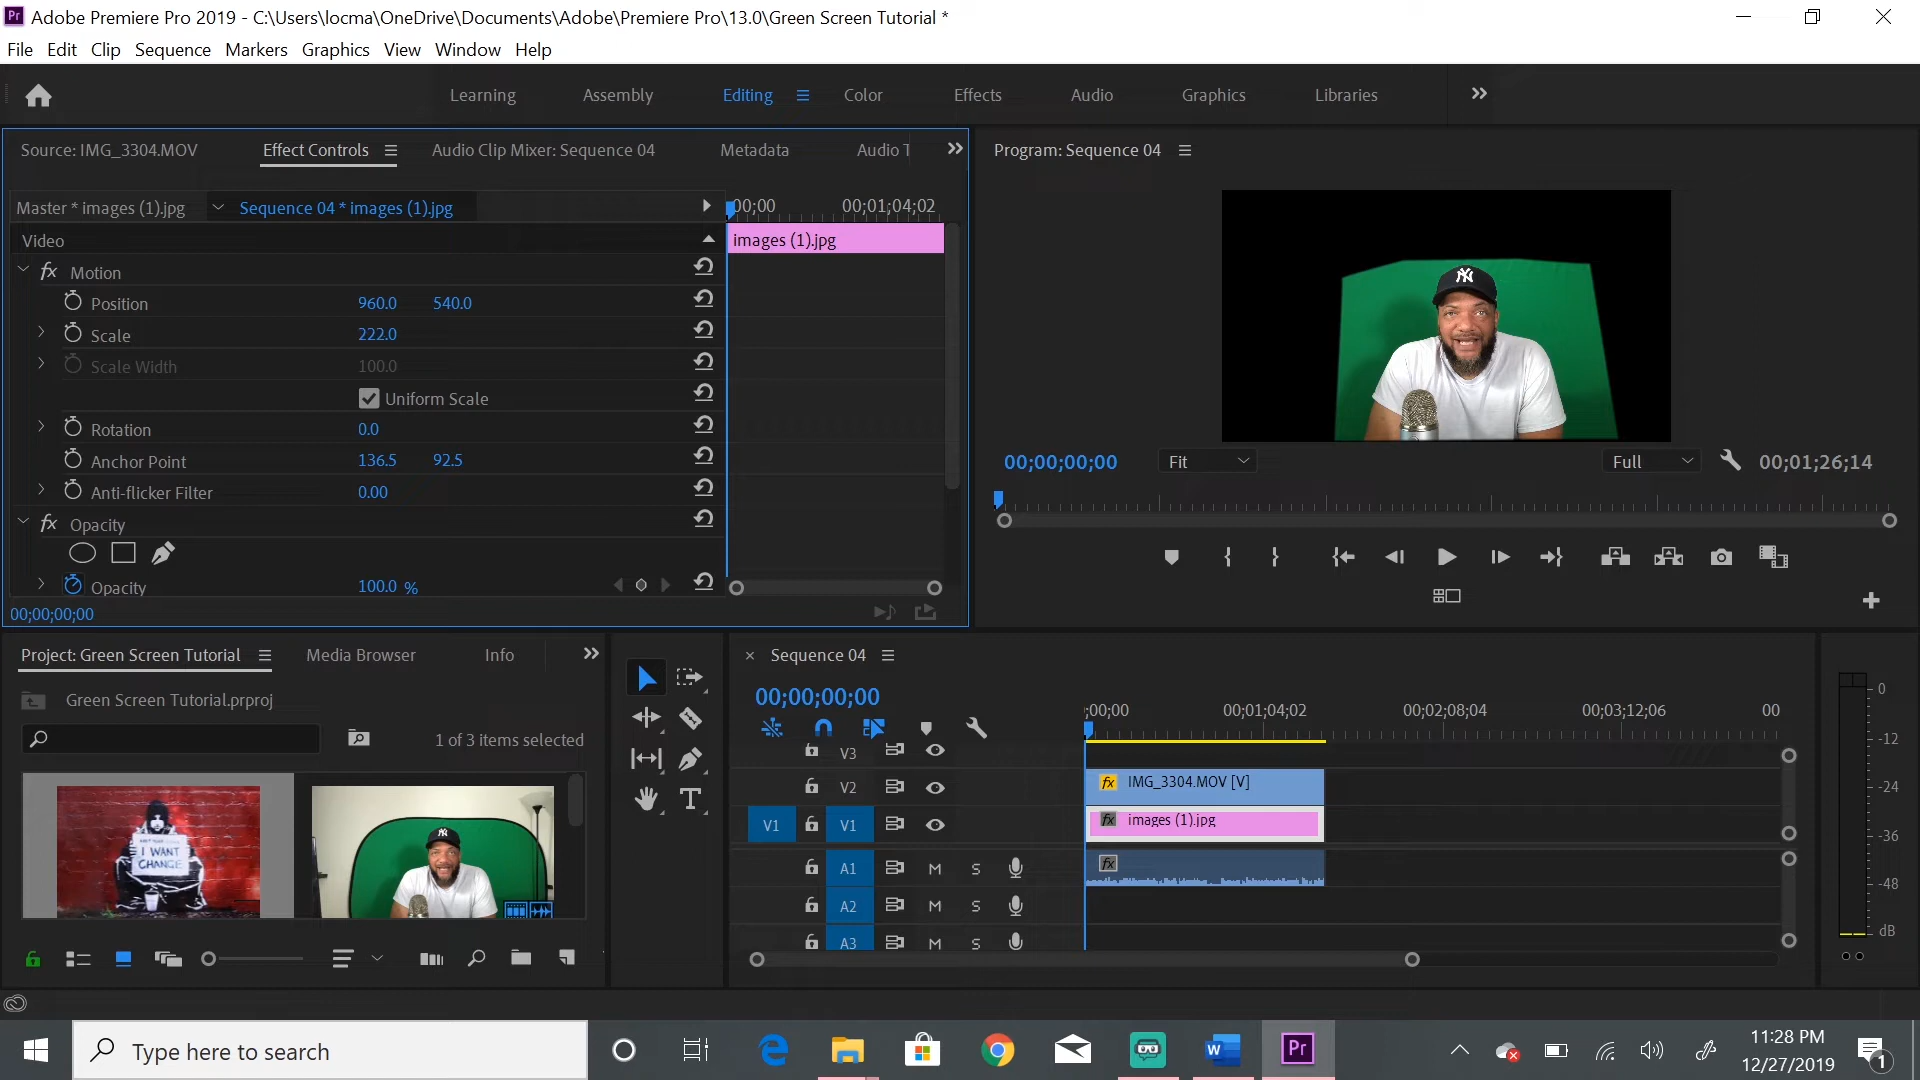 Pr Adobe Premiere Pro 2019 - C:\Users\locma\OneDrive\Documents\Adobe\Premiere Pro\13.0\Green Screen Tutorial *
File Edit Clip Sequence Markers Graphics View Window Help
Learning Assembly Editing Color Effects Audio Graphics Libraries
Source: IMG_3304.MOV Effect Controls Audio Clip Mixer: Sequence 04 Metadata Audio T
Program: Sequence 04
Master * images (1).jpg Sequence 04 * images (1).jpg
00;00 00;01;04;02
Video
images (1).jpg
fx Motion
Position 960.0 540.0
Scale 222.0
Scale Width 100.0
Uniform Scale
Rotation 0.0
Anchor Point 136.5 92.5
Anti-flicker Filter 0.00
fx Opacity
Opacity 100.0 %
00;00;00;00
00;00;00;00 Fit Full 00;01;26;14
Project: Green Screen Tutorial Media Browser Info
Green Screen Tutorial.prproj
1 of 3 items selected
I WANT
CHANGE
Sequence 04
00;00;00;00
;00;00 00;01;04;02 00;02;08;04 00;03;12;06 00
V3
V2 fx IMG_3304.MOV [V]
V1 V1 fx images (1).jpg
A1 M S fx
A2 M S
A3 M S
0
-12
-24
-36
-48
dB
Type here to search
W
Pr
11:28 PM
12/27/2019
1